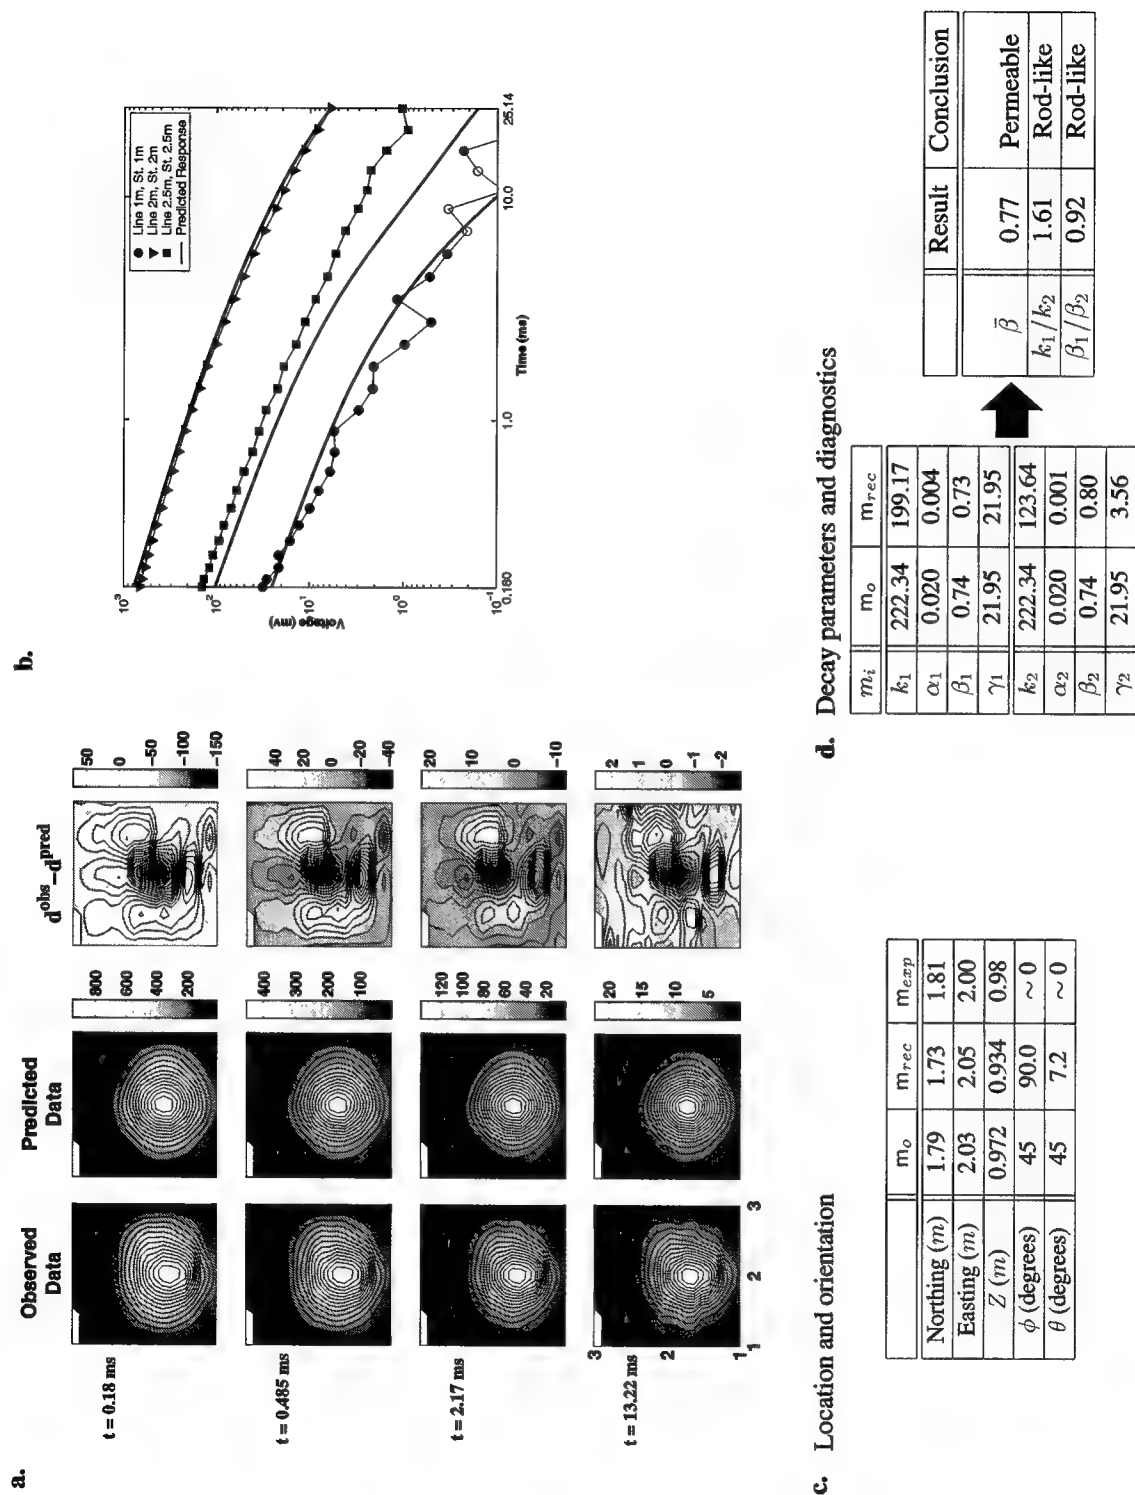 a.
Observed Data
Predicted Data
d^obs–d^pred
t = 0.18 ms
800
600
400
200
50
0
−50
−100
−150
t = 0.485 ms
400
300
200
100
40
20
0
−20
−40
t = 2.17 ms
120
100
80
60
40
20
20
10
0
−10
t = 13.22 ms
3
2
1
1
2
3
20
15
10
5
2
1
0
−1
−2
b.
Voltage (mv)
10^3
10^2
10^1
10^0
10^-1
0.180
1.0
10.0
25.14
Time (ms)
Line 1m, St. 1m
Line 2m, St. 2m
Line 2.5m, St. 2.5m
Predicted Response
c. Location and orientation
m_o m_rec m_exp
Northing (m) 1.79 1.73 1.81
Easting (m) 2.03 2.05 2.00
Z (m) 0.972 0.934 0.98
ϕ (degrees) 45 90.0 ~ 0
θ (degrees) 45 7.2 ~ 0
d. Decay parameters and diagnostics
m_i m_o m_rec
k_1 222.34 199.17
α_1 0.020 0.004
β_1 0.74 0.73
γ_1 21.95 21.95
k_2 222.34 123.64
α_2 0.020 0.001
β_2 0.74 0.80
γ_2 21.95 3.56
Result Conclusion
β̄ 0.77 Permeable
k_1/k_2 1.61 Rod-like
β_1/β_2 0.92 Rod-like